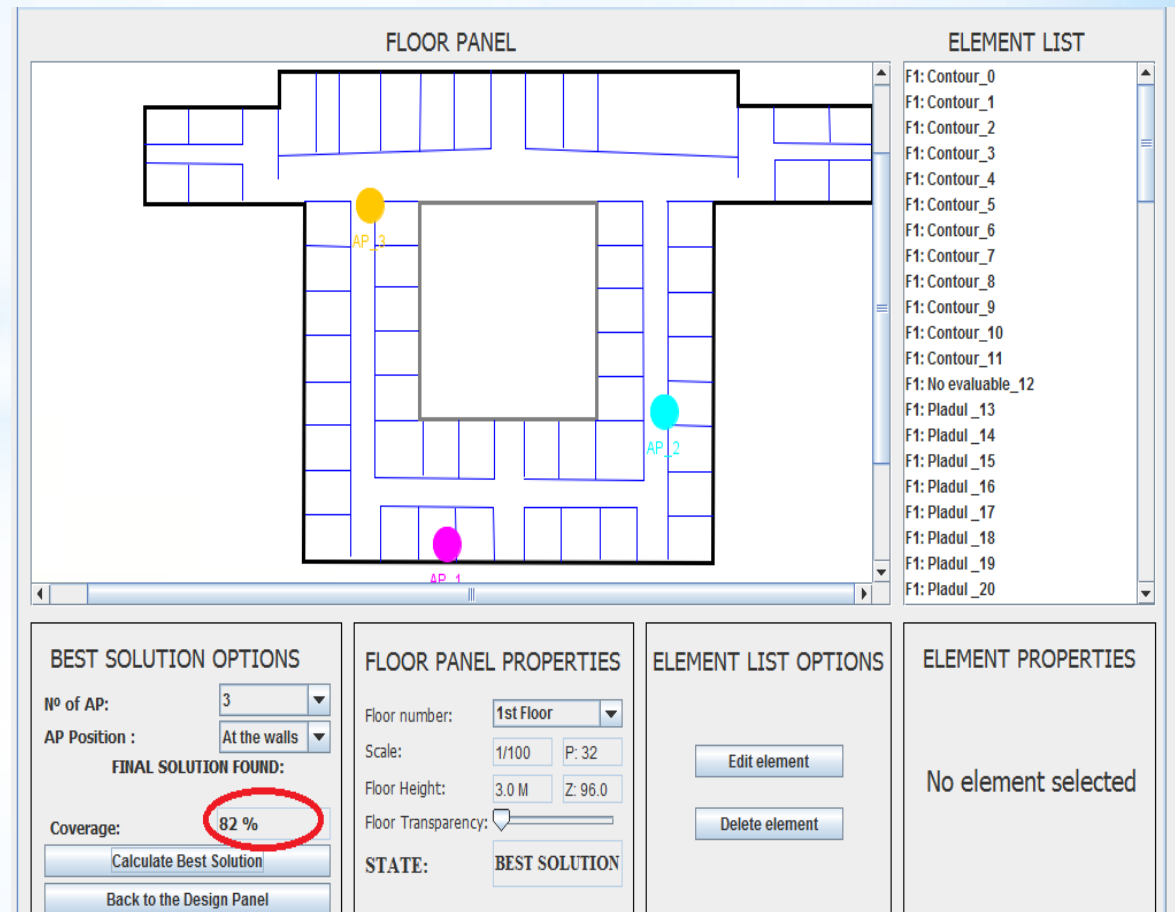 FLOOR PANEL
ELEMENT LIST
AP_3
AP_2
AP_1
F1: Contour_0
F1: Contour_1
F1: Contour_2
F1: Contour_3
F1: Contour_4
F1: Contour_5
F1: Contour_6
F1: Contour_7
F1: Contour_8
F1: Contour_9
F1: Contour_10
F1: Contour_11
F1: No evaluable_12
F1: Pladul _13
F1: Pladul _14
F1: Pladul _15
F1: Pladul _16
F1: Pladul _17
F1: Pladul _18
F1: Pladul _19
F1: Pladul _20
BEST SOLUTION OPTIONS
Nº of AP: 3
AP Position : At the walls
FINAL SOLUTION FOUND:
Coverage: 82 %
Calculate Best Solution
Back to the Design Panel
FLOOR PANEL PROPERTIES
Floor number: 1st Floor
Scale: 1/100 P: 32
Floor Height: 3.0 M Z: 96.0
Floor Transparency:
STATE: BEST SOLUTION
ELEMENT LIST OPTIONS
Edit element
Delete element
ELEMENT PROPERTIES
No element selected